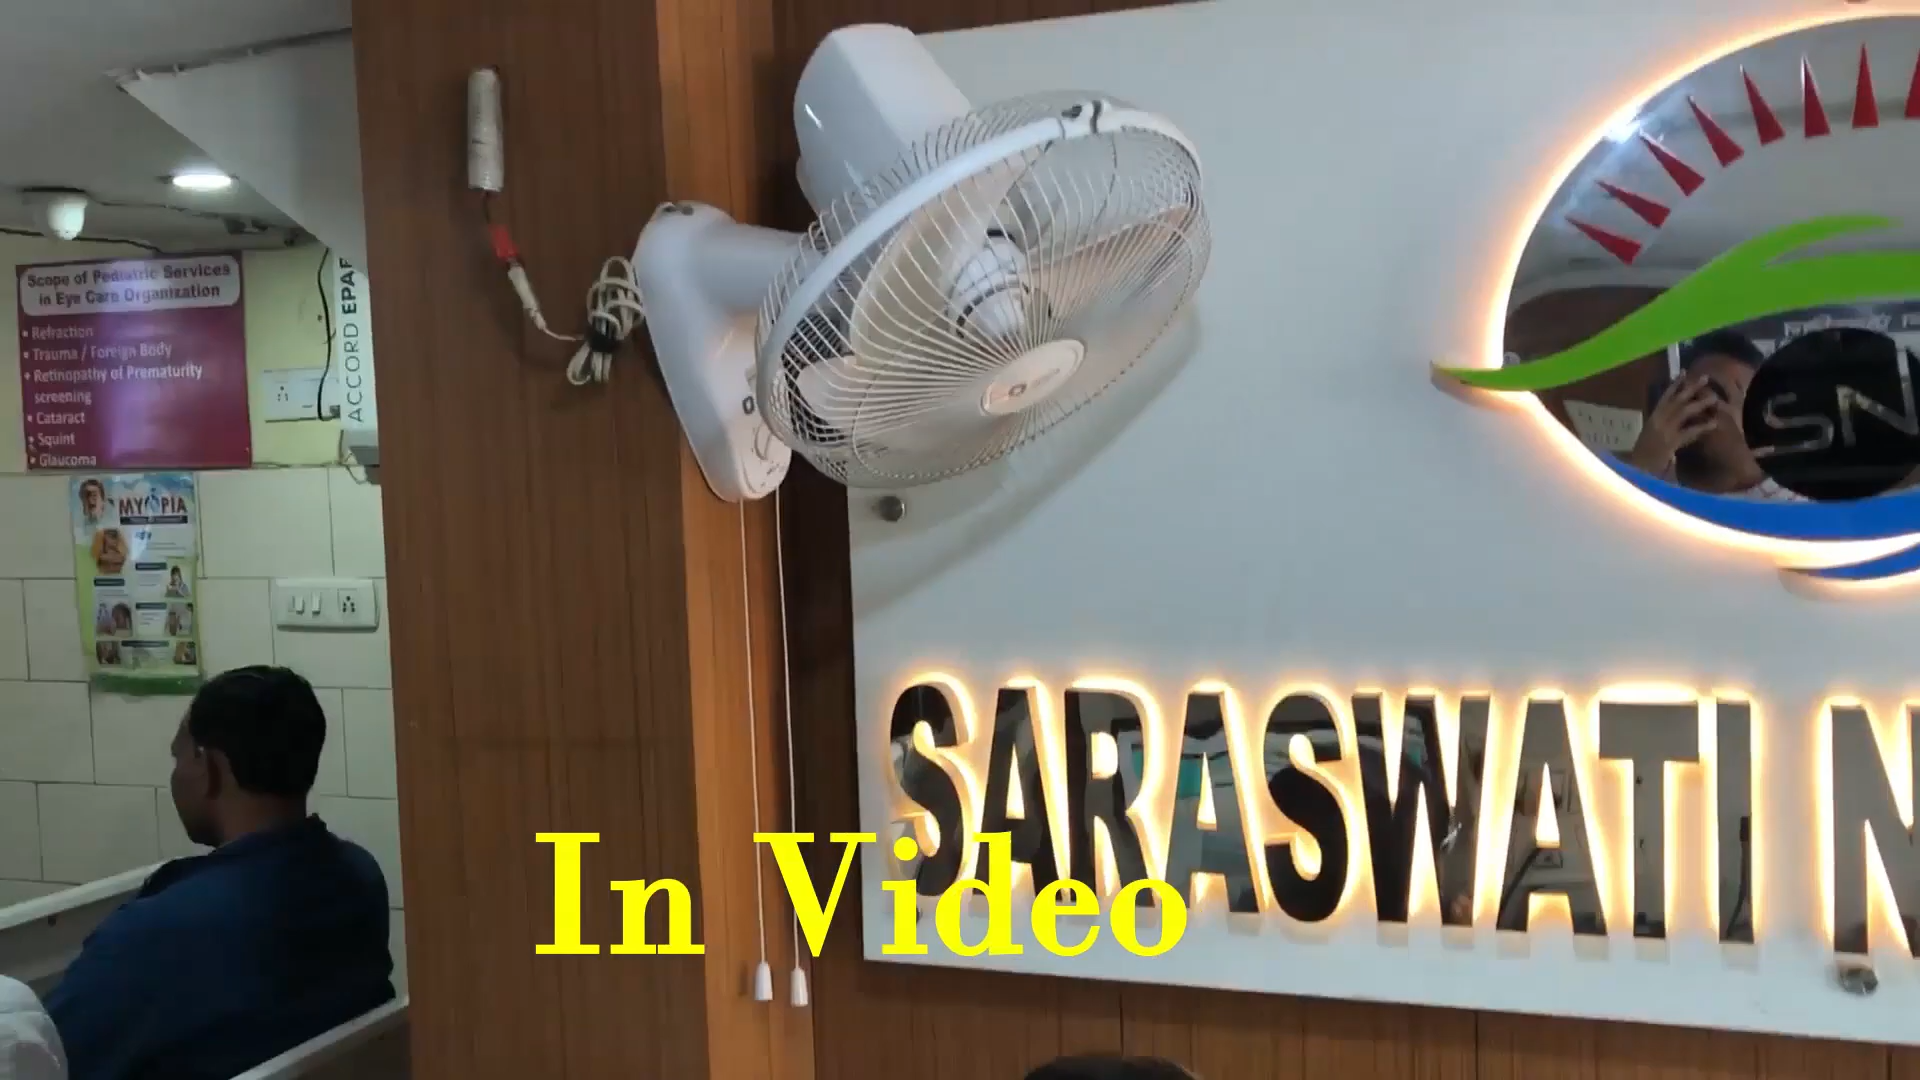 Scope of Pediatric Services
in Eye Care Organization
• Refraction
• Trauma / Foreign Body
• Retinopathy of Prematurity
screening
• Cataract
• Squint
• Glaucoma
ACCORD EPAF
MYOPIA
SN
SARASWATI N
In Video